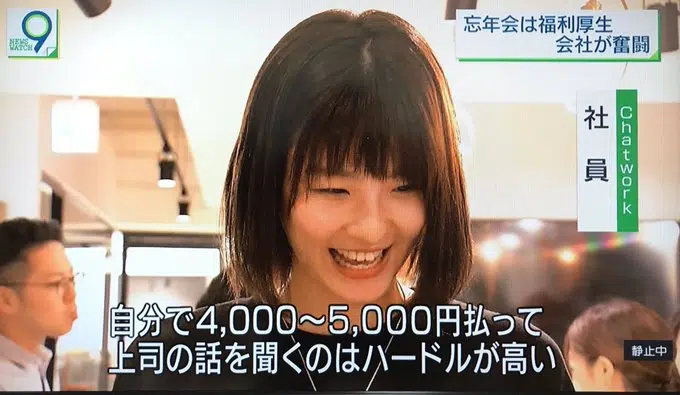 NEWS
WATCH
9
忘年会は福利厚生
会社が奮闘
Chatwork
社員
自分で4,000～5,000円払って
上司の話を聞くのはハードルが高い
静止中